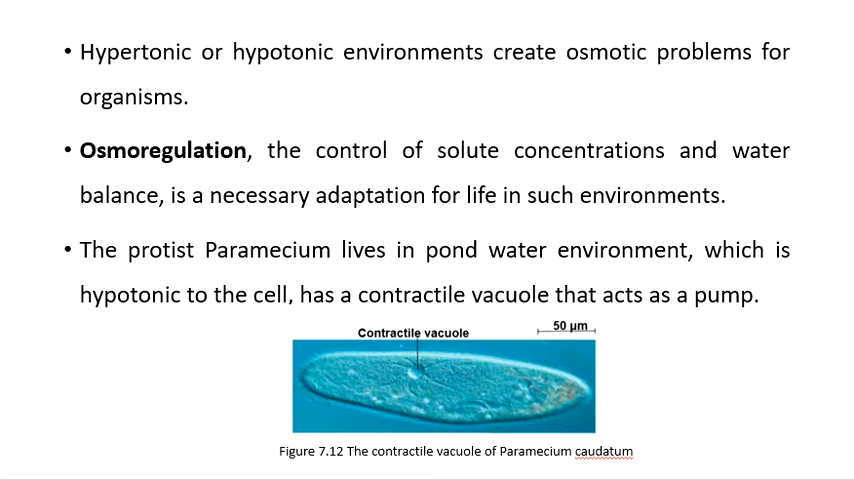 • Hypertonic or hypotonic environments create osmotic problems for
organisms.
• Osmoregulation, the control of solute concentrations and water
balance, is a necessary adaptation for life in such environments.
• The protist Paramecium lives in pond water environment, which is
hypotonic to the cell, has a contractile vacuole that acts as a pump.
Contractile vacuole
50 µm
Figure 7.12 The contractile vacuole of Paramecium caudatum